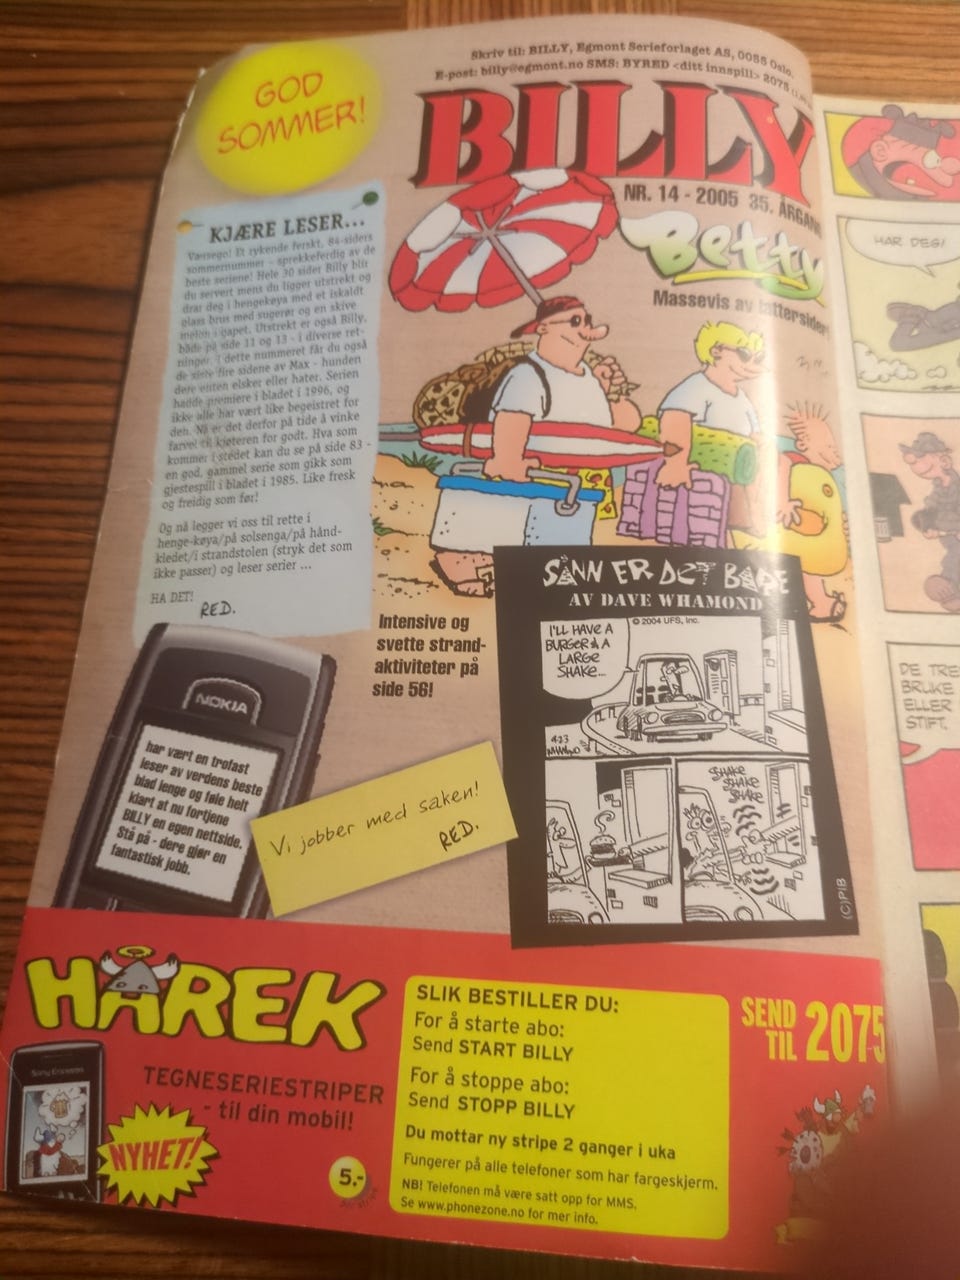 GOD
SOMMER!
Skriv til: BILLY, Egmont Serieforlaget AS, 0055 Oslo.
E-post: billy@egmont.no SMS: BYRED <ditt innspill> 2075
BILLY
NR. 14 - 2005 35. ÅRGANG
Betty
Massevis av lattersider!
KJÆRE LESER...
Værsego! Et rykende ferskt, 84-siders
sommernummer - sprekkeferdig av de
beste seriene! Hele 30 sider Billy blir
du servert mens du ligger utstrekt og
drar deg i hengekøya med et iskaldt
glass brus med sugerør og en skive
melon i gapet. Utstrekt er også Billy,
både på side 11 og 13 - i diverse ret-
ninger. I dette nummeret får du også
de siste fire sidene av Max - hunden
dere enten elsker eller hater. Serien
hadde premiere i bladet i 1996, og
ikke alle har vært like begeistret for
den. Nå er det derfor på tide å vinke
farvel til kjøteren for godt. Hva som
kommer i stedet kan du se på side 83 -
en god, gammel serie som gikk som
gjestespill i bladet i 1985. Like fresk
og freidig som før!
Og nå legger vi oss til rette i
henge-køya/på solsenga/på hånd-
kledet/i strandstolen (stryk det som
ikke passer) og leser serier ...
HA DET!
RED.
Intensive og
svette strand-
aktiviteter på
side 56!
SÅNN ER DET BARE
AV DAVE WHAMOND
© 2004 UFS, Inc.
I'LL HAVE A
BURGER & A
LARGE
SHAKE...
4-23
SHAKE
SHAKE
SHAKE
(C)PIB
NOKIA
har vært en trofast
leser av verdens beste
blad lenge og føle helt
klart at nu fortjene
BILLY en egen nettside.
Stå på - dere gjør en
fantastisk jobb.
Vi jobber med saken!
RED.
HÅREK
TEGNESERIESTRIPER
- til din mobil!
Sony Ericsson
NYHET!
5.-
SLIK BESTILLER DU:
For å starte abo:
Send START BILLY
For å stoppe abo:
Send STOPP BILLY
Du mottar ny stripe 2 ganger i uka
Fungerer på alle telefoner som har fargeskjerm.
NB! Telefonen må være satt opp for MMS.
Se www.phonezone.no for mer info.
SEND
TIL 2075
HAR DEG!
DE TRE
BRUKE
ELLER
STIFT.